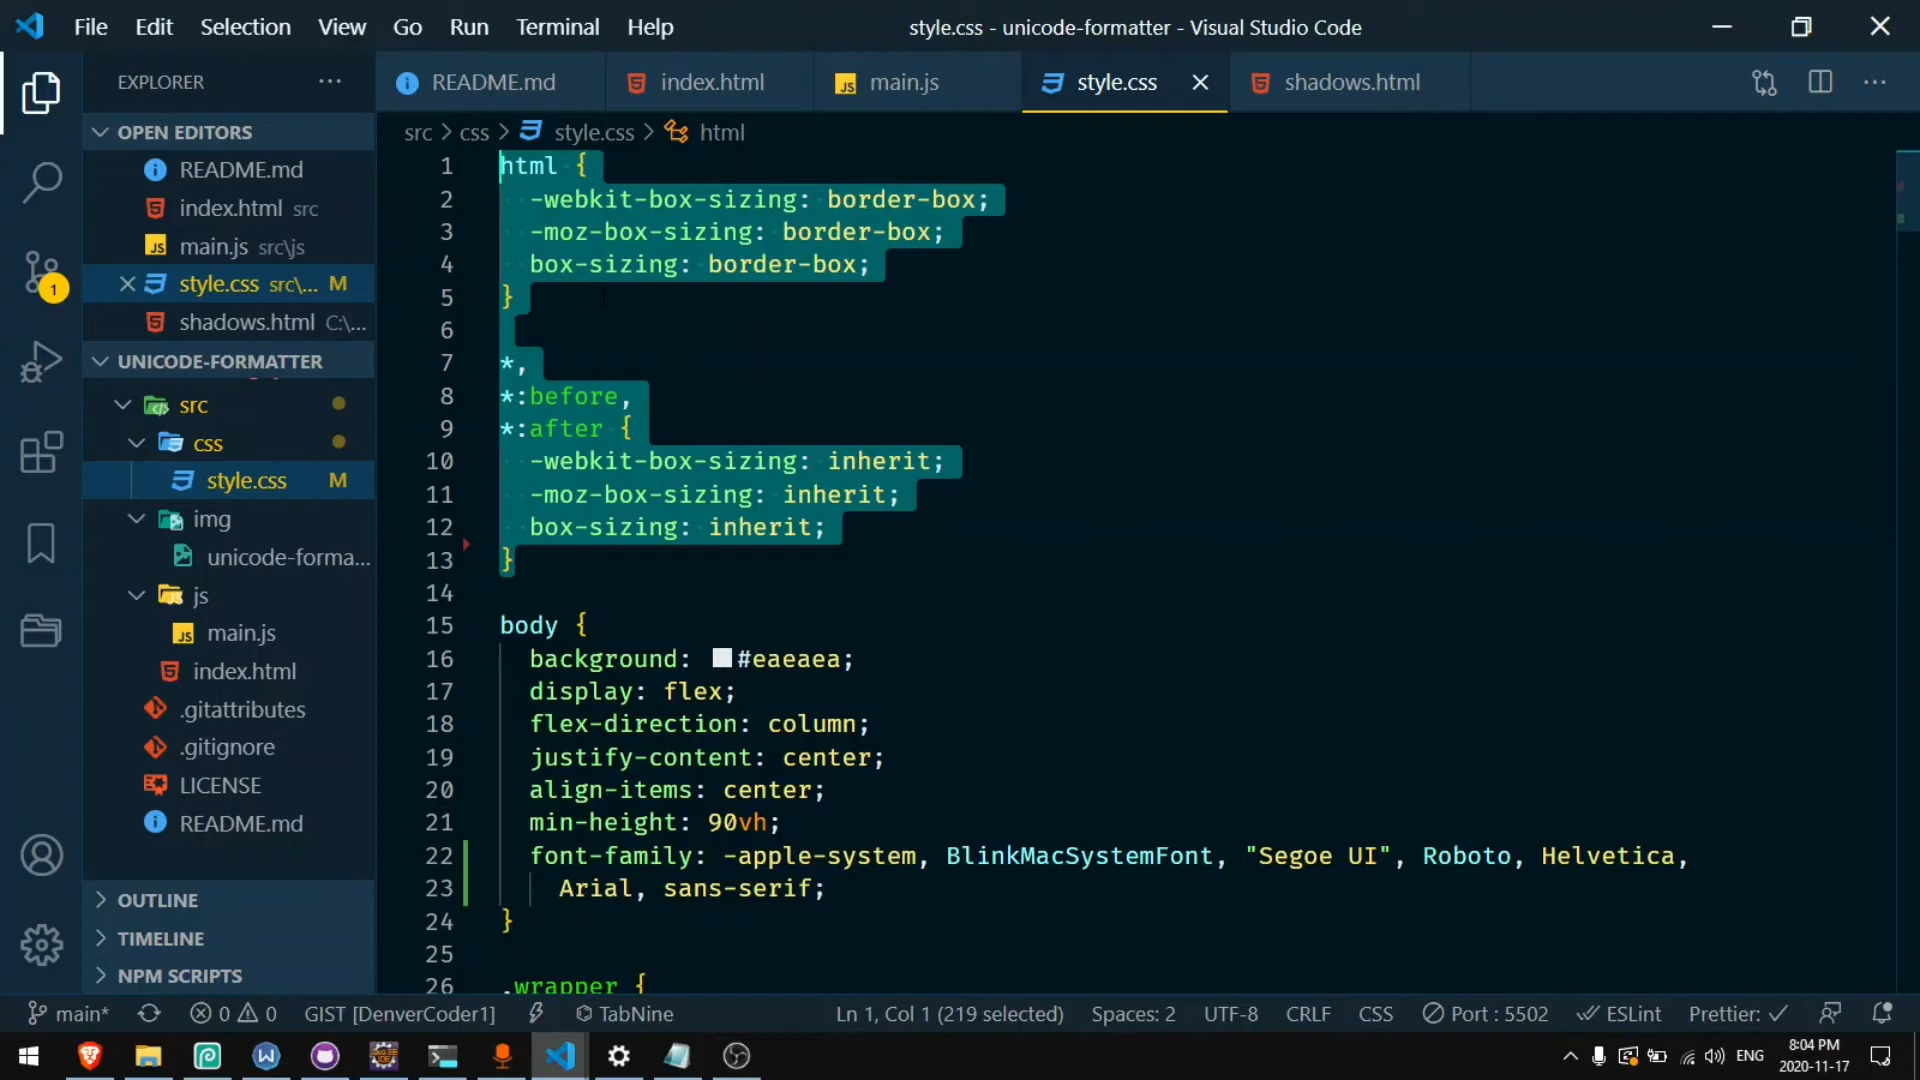 File Edit Selection View Go Run Terminal Help
style.css - unicode-formatter - Visual Studio Code
EXPLORER
OPEN EDITORS
README.md
index.html src
JS main.js src\js
style.css src\... M
shadows.html C:\...
UNICODE-FORMATTER
src
css
style.css M
img
unicode-forma...
js
JS main.js
index.html
.gitattributes
.gitignore
LICENSE
README.md
OUTLINE
TIMELINE
NPM SCRIPTS
1
README.md index.html JS main.js style.css shadows.html
src > css > style.css > html
1 html {
2 -webkit-box-sizing: border-box;
3 -moz-box-sizing: border-box;
4 box-sizing: border-box;
5 }
6
7 *,
8 *:before,
9 *:after {
10 -webkit-box-sizing: inherit;
11 -moz-box-sizing: inherit;
12 box-sizing: inherit;
13 }
14
15 body {
16 background: #eaeaea;
17 display: flex;
18 flex-direction: column;
19 justify-content: center;
20 align-items: center;
21 min-height: 90vh;
22 font-family: -apple-system, BlinkMacSystemFont, "Segoe UI", Roboto, Helvetica,
23 Arial, sans-serif;
24 }
25
26 .wrapper {
main* 0 0 GIST [DenverCoder1] TabNine Ln 1, Col 1 (219 selected) Spaces: 2 UTF-8 CRLF CSS Port : 5502 ESLint Prettier: ✓
ENG
8:04 PM
2020-11-17